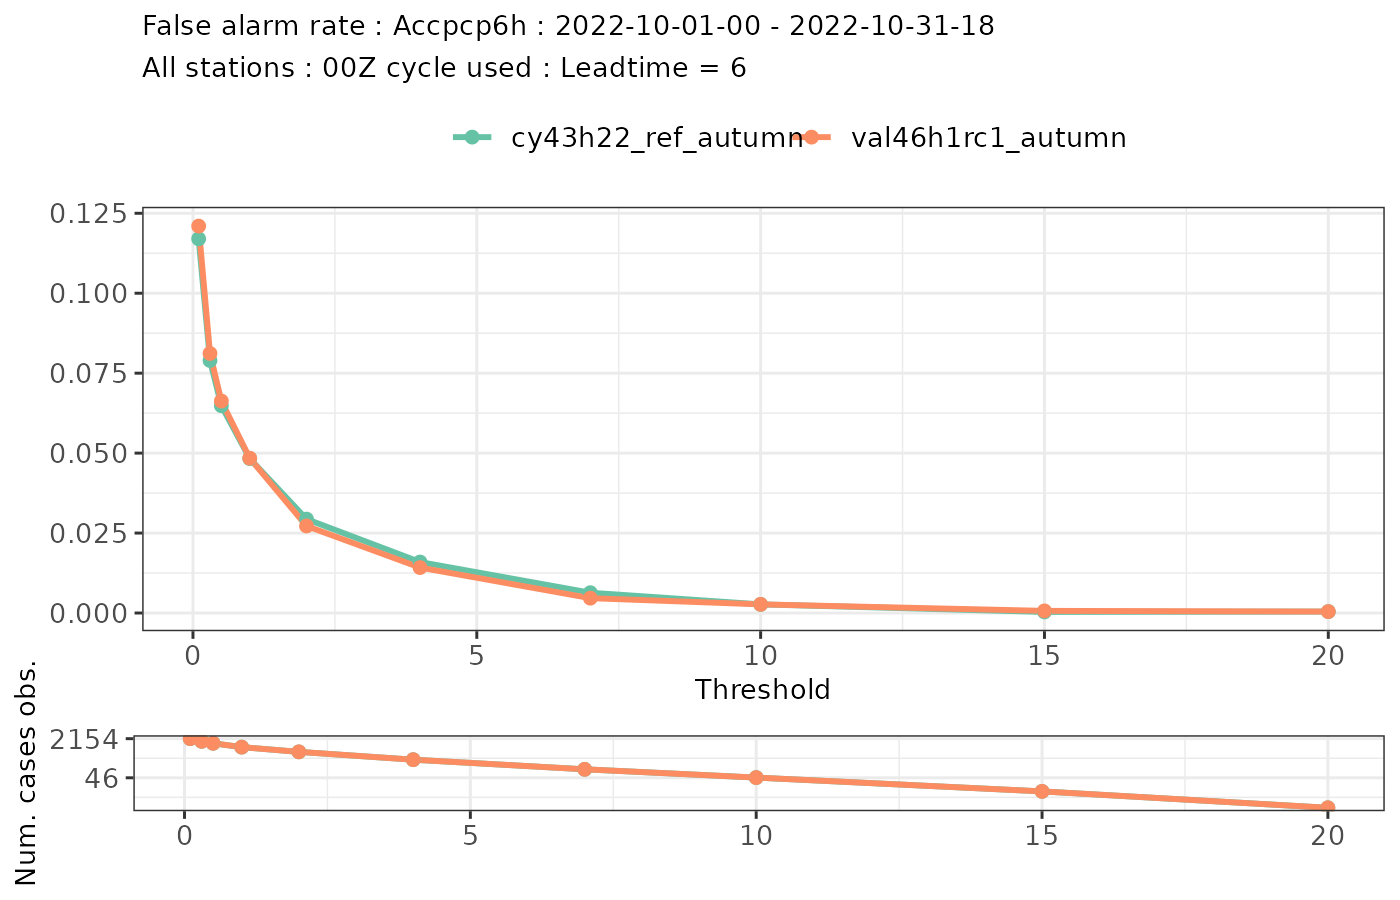 False alarm rate : Accpcp6h : 2022-10-01-00 - 2022-10-31-18
All stations : 00Z cycle used : Leadtime = 6
cy43h22_ref_autumn val46h1rc1_autumn
0.125
0.100
0.075
0.050
0.025
0.000
0 5 10 15 20
Threshold
Num. cases obs.
2154
46
0 5 10 15 20